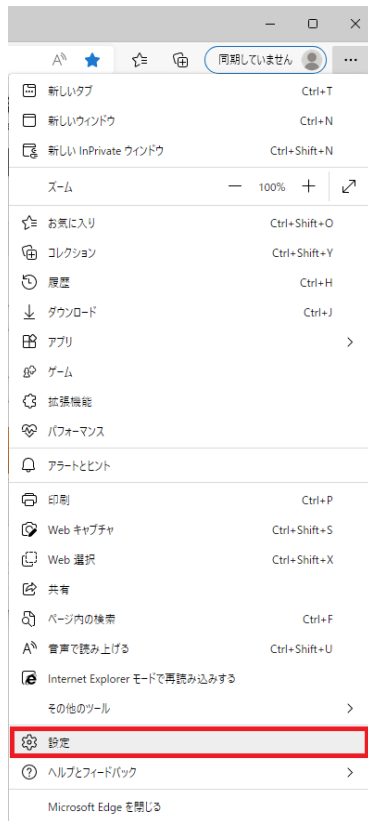 同期していません
新しいタブ Ctrl+T
新しいウィンドウ Ctrl+N
新しい InPrivate ウィンドウ Ctrl+Shift+N
ズーム 100%
お気に入り Ctrl+Shift+O
コレクション Ctrl+Shift+Y
履歴 Ctrl+H
ダウンロード Ctrl+J
アプリ
ゲーム
拡張機能
パフォーマンス
アラートとヒント
印刷 Ctrl+P
Web キャプチャ Ctrl+Shift+S
Web 選択 Ctrl+Shift+X
共有
ページ内の検索 Ctrl+F
音声で読み上げる Ctrl+Shift+U
Internet Explorer モードで再読み込みする
その他のツール
設定
ヘルプとフィードバック
Microsoft Edge を閉じる